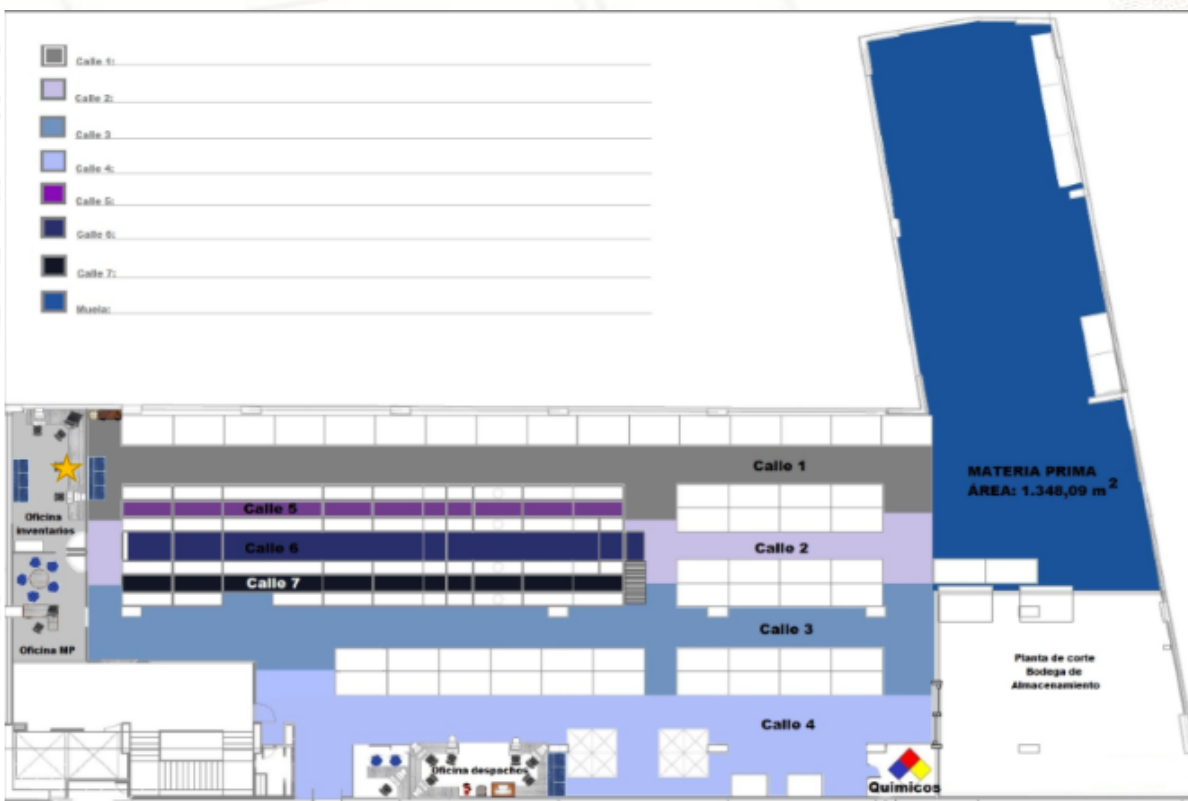 Calle 1:
Calle 2:
Calle 3
Calle 4:
Calle 5:
Calle 6:
Calle 7:
Muela:
Calle 1
MATERIA PRIMA
ÁREA: 1.348,09 m²
Calle 5
Oficina
inventarios
Calle 6
Calle 2
Calle 7
Calle 3
Oficina MP
Planta de corte
Bodega de
Almacenamiento
Calle 4
Oficina despachos
Quimicos